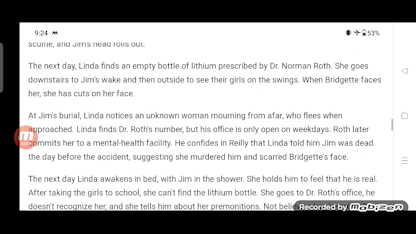 9:24
53%
scuffle, and Jim's head rolls out.
The next day, Linda finds an empty bottle of lithium prescribed by Dr. Norman Roth. She goes
downstairs to Jim's wake and then outside to see their girls on the swings. When Bridgette faces
her, she has cuts on her face.
At Jim's burial, Linda notices an unknown woman mourning from afar, who flees when
approached. Linda finds Dr. Roth's number, but his office is only open on weekdays. Roth later
commits her to a mental-health facility. He confides in Reilly that Linda told him Jim was dead
the day before the accident, suggesting she murdered him and scarred Bridgette's face.
The next day Linda awakens in bed, with Jim in the shower. She holds him to feel that he is real.
After taking the girls to school, she can't find the lithium bottle. She goes to Dr. Roth's office, he
doesn't recognize her, and she tells him about her premonitions. Not belie
Recorded by Mobizen